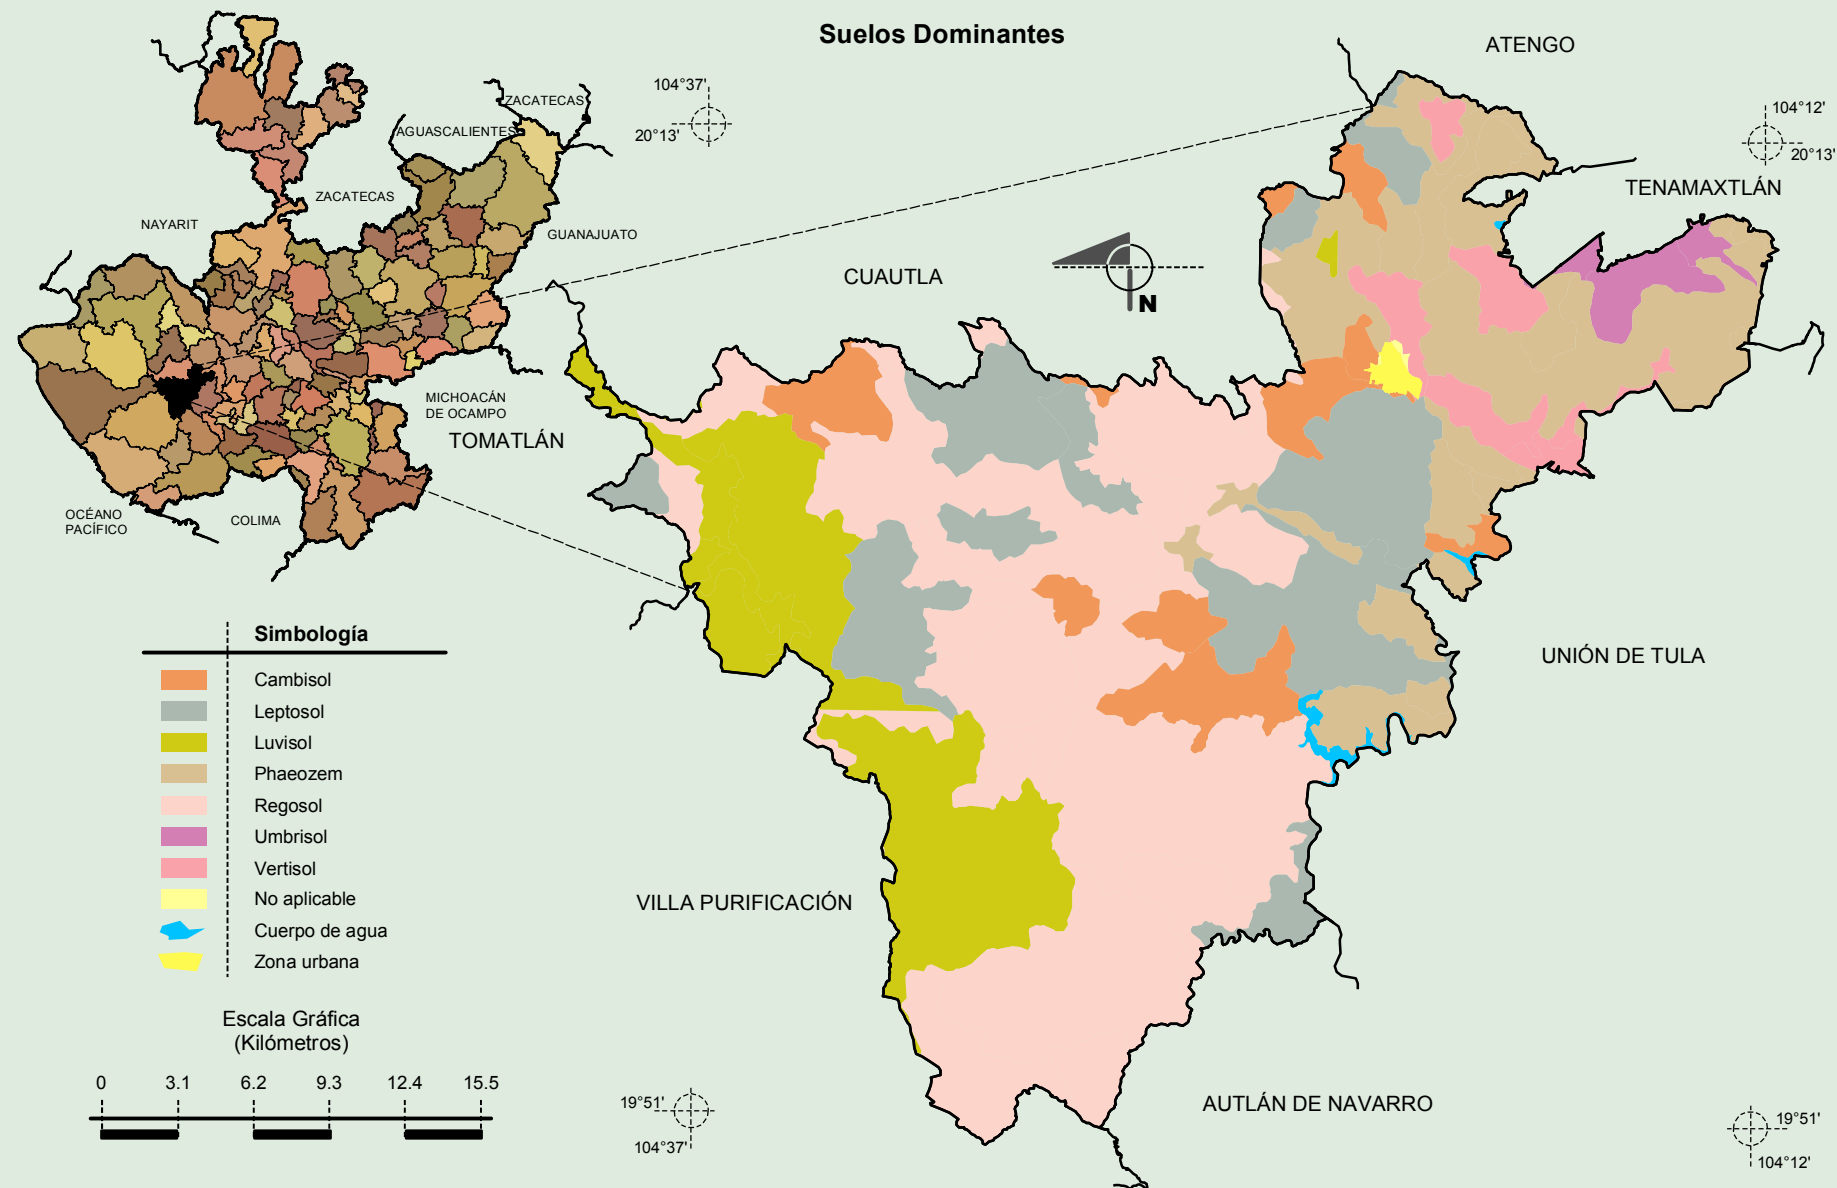 Suelos Dominantes
ATENGO
104°37'
20°13'
104°12'
20°13'
ZACATECAS
AGUASCALIENTES
ZACATECAS
NAYARIT
GUANAJUATO
TENAMAXTLÁN
CUAUTLA
N
MICHOACÁN
DE OCAMPO
TOMATLÁN
OCÉANO
PACÍFICO
COLIMA
UNIÓN DE TULA
Simbología
Cambisol
Leptosol
Luvisol
Phaeozem
Regosol
Umbrisol
Vertisol
No aplicable
Cuerpo de agua
Zona urbana
VILLA PURIFICACIÓN
Escala Gráfica
(Kilómetros)
0 3.1 6.2 9.3 12.4 15.5
AUTLÁN DE NAVARRO
19°51'
104°37'
19°51'
104°12'